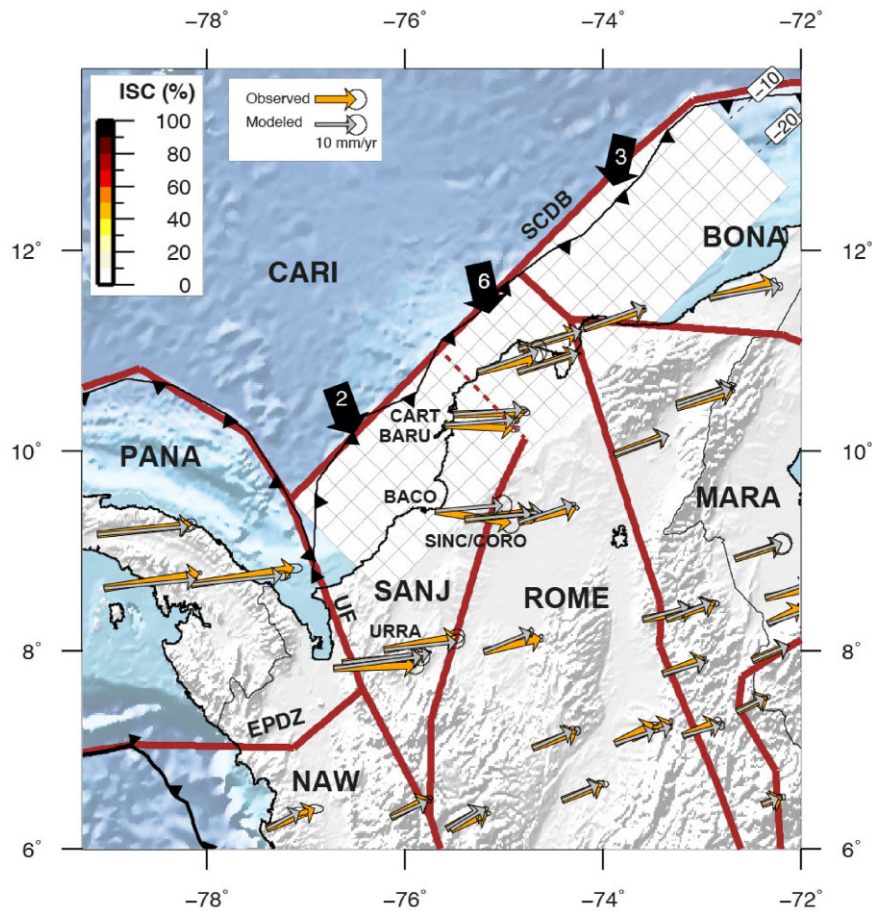 −78° −76° −74° −72°
ISC (%)
100
80
60
40
20
0
Observed
Modeled
10 mm/yr
−10
−20
3
SCDB
BONA
12° 12°
CARI
6
2
CART
BARU
10° 10°
PANA
MARA
BACO
SINC/CORO
SANJ
ROME
UF
URRA
8° 8°
EPDZ
NAW
6° 6°
−78° −76° −74° −72°